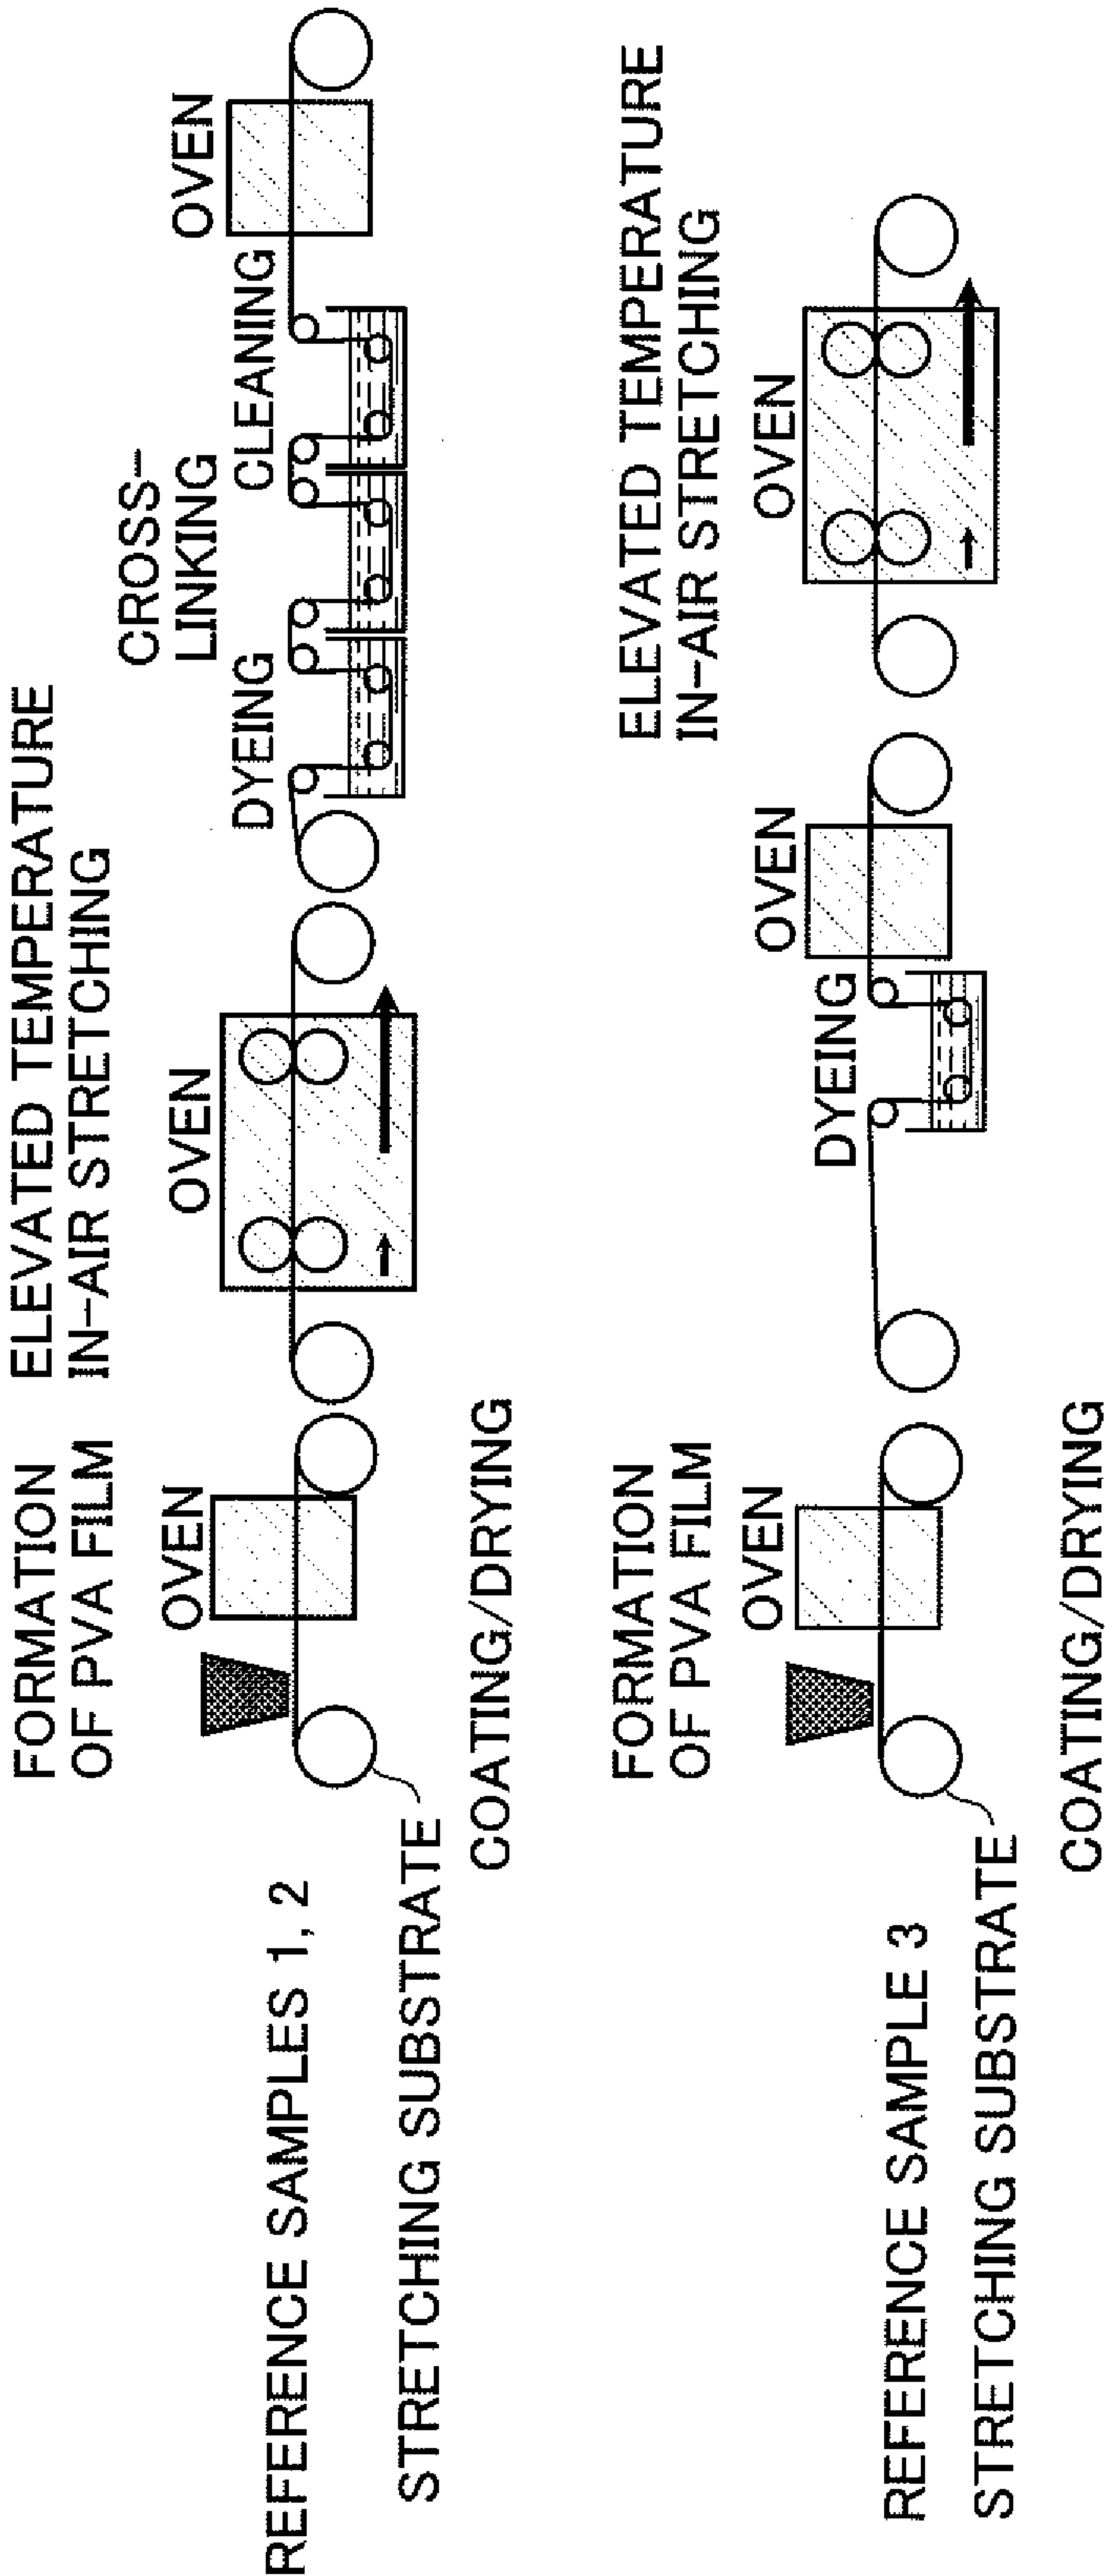 REFERENCE SAMPLES 1, 2
STRETCHING SUBSTRATE
COATING/DRYING
FORMATION
OF PVA FILM
OVEN
ELEVATED TEMPERATURE
IN-AIR STRETCHING
OVEN
DYEING
CROSS-
LINKING
CLEANING
OVEN
REFERENCE SAMPLE 3
STRETCHING SUBSTRATE
COATING/DRYING
FORMATION
OF PVA FILM
OVEN
DYEING
OVEN
ELEVATED TEMPERATURE
IN-AIR STRETCHING
OVEN